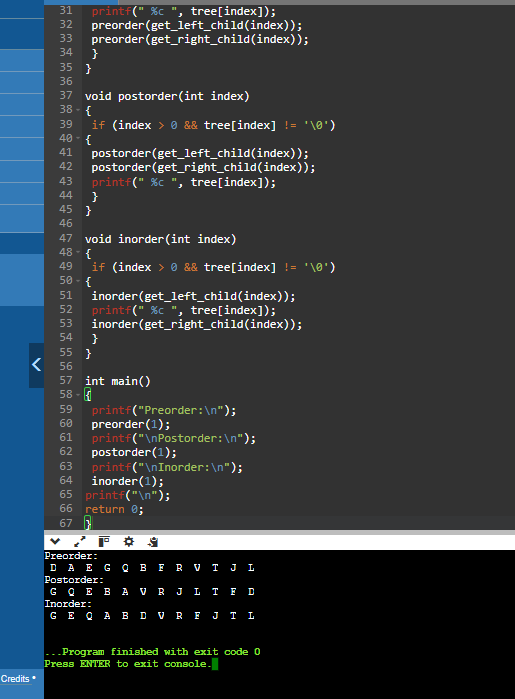 31 printf(" %c ", tree[index]);
32 preorder(get_left_child(index));
33 preorder(get_right_child(index));
34 }
35 }
36
37 void postorder(int index)
38 {
39 if (index > 0 && tree[index] != '\0')
40 {
41 postorder(get_left_child(index));
42 postorder(get_right_child(index));
43 printf(" %c ", tree[index]);
44 }
45 }
46
47 void inorder(int index)
48 {
49 if (index > 0 && tree[index] != '\0')
50 {
51 inorder(get_left_child(index));
52 printf(" %c ", tree[index]);
53 inorder(get_right_child(index));
54 }
55 }
56
57 int main()
58 {
59 printf("Preorder:\n");
60 preorder(1);
61 printf("\nPostorder:\n");
62 postorder(1);
63 printf("\nInorder:\n");
64 inorder(1);
65 printf("\n");
66 return 0;
67 }
Preorder:
D A E G Q B F R V T J L
Postorder:
G Q E B A V R J L T F D
Inorder:
G E Q A B D V R F J T L
...Program finished with exit code 0
Press ENTER to exit console.
Credits